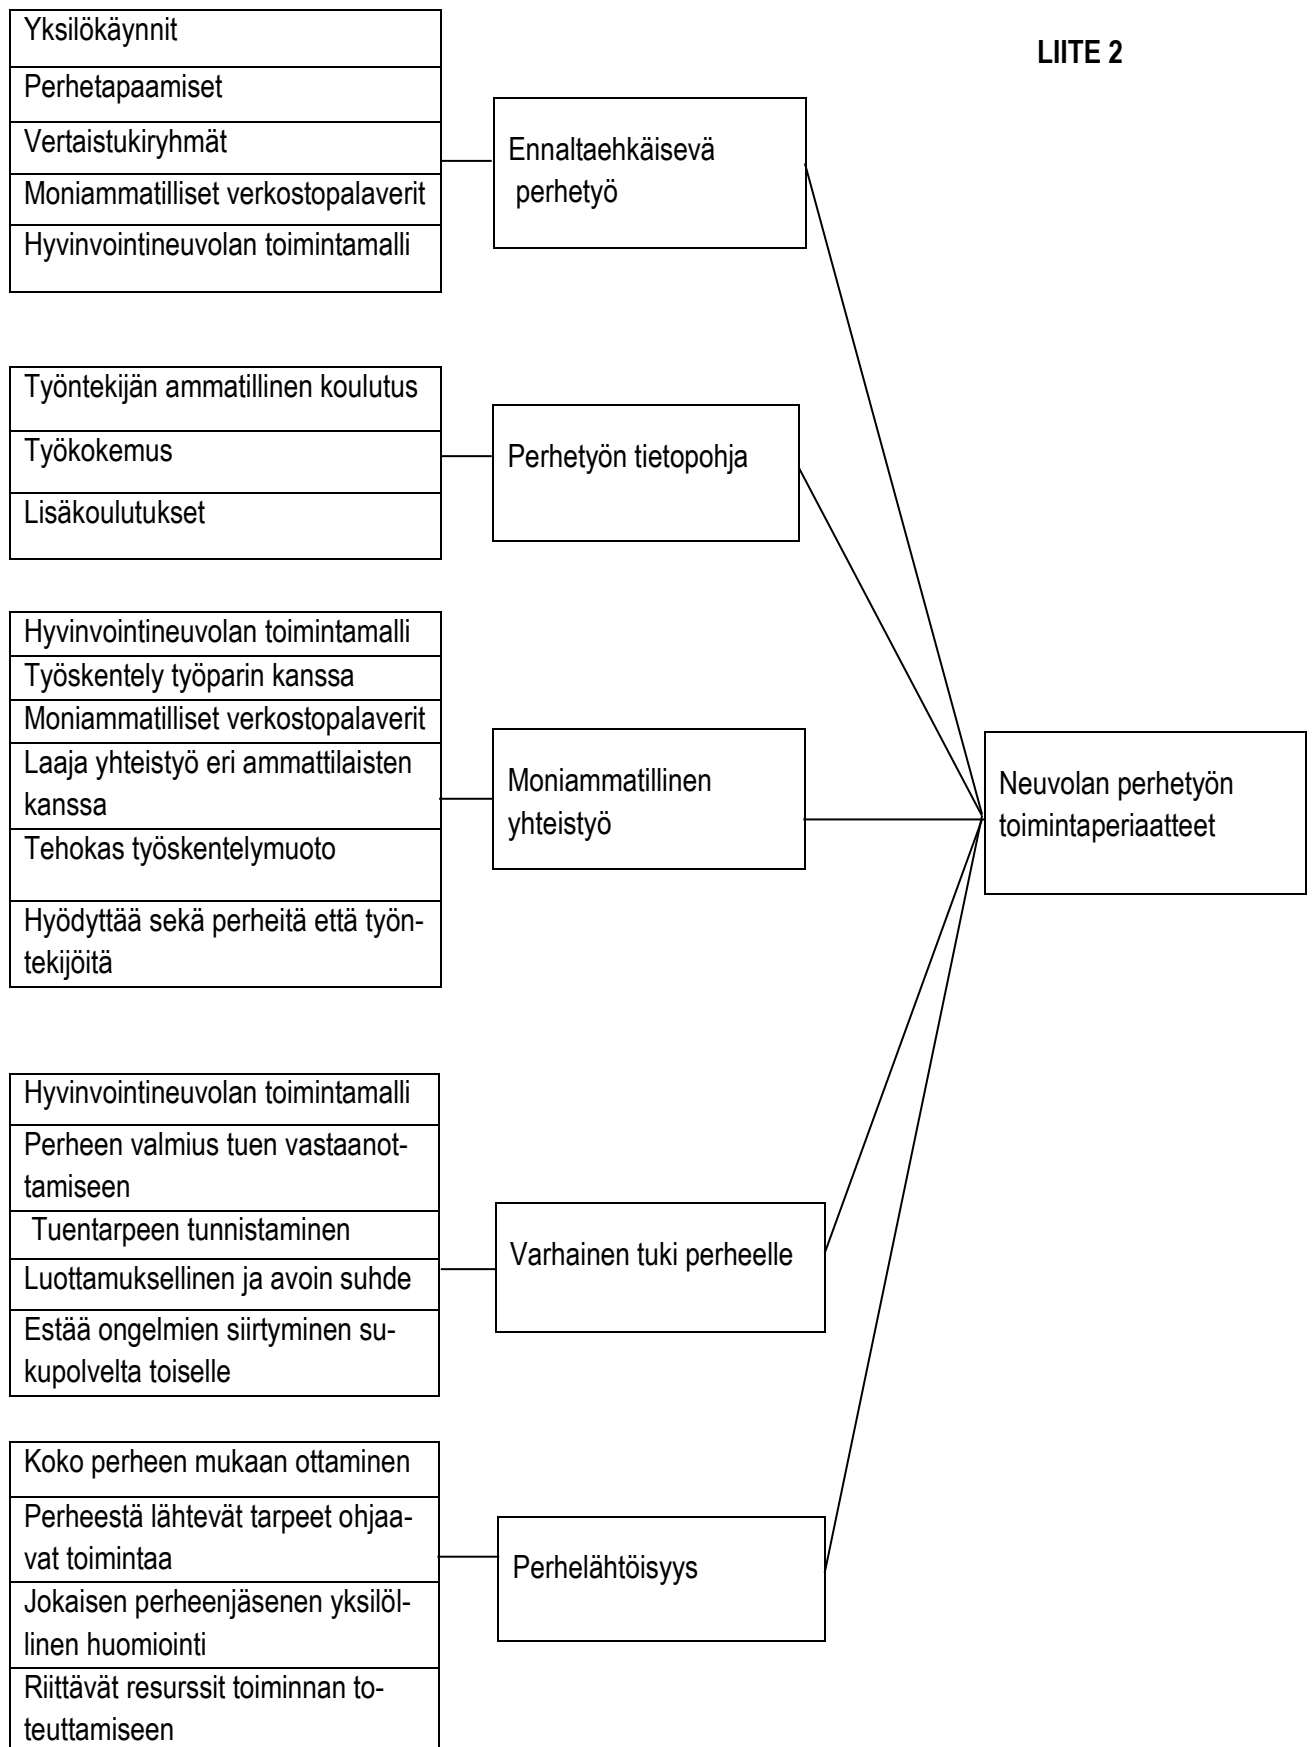 LIITE 2
Yksilökäynnit
Perhetapaamiset
Vertaistukiryhmät
Moniammatilliset verkostopalaverit
Hyvinvointineuvolan toimintamalli
Ennaltaehkäisevä
perhetyö
Työntekijän ammatillinen koulutus
Työkokemus
Lisäkoulutukset
Perhetyön tietopohja
Hyvinvointineuvolan toimintamalli
Työskentely työparin kanssa
Moniammatilliset verkostopalaverit
Laaja yhteistyö eri ammattilaisten
kanssa
Tehokas työskentelymuoto
Hyödyttää sekä perheitä että työn-
tekijöitä
Moniammatillinen
yhteistyö
Neuvolan perhetyön
toimintaperiaatteet
Hyvinvointineuvolan toimintamalli
Perheen valmius tuen vastaanot-
tamiseen
Tuentarpeen tunnistaminen
Luottamuksellinen ja avoin suhde
Estää ongelmien siirtyminen su-
kupolvelta toiselle
Varhainen tuki perheelle
Koko perheen mukaan ottaminen
Perheestä lähtevät tarpeet ohjaa-
vat toimintaa
Jokaisen perheenjäsenen yksilöl-
linen huomiointi
Riittävät resurssit toiminnan to-
teuttamiseen
Perhelähtöisyys